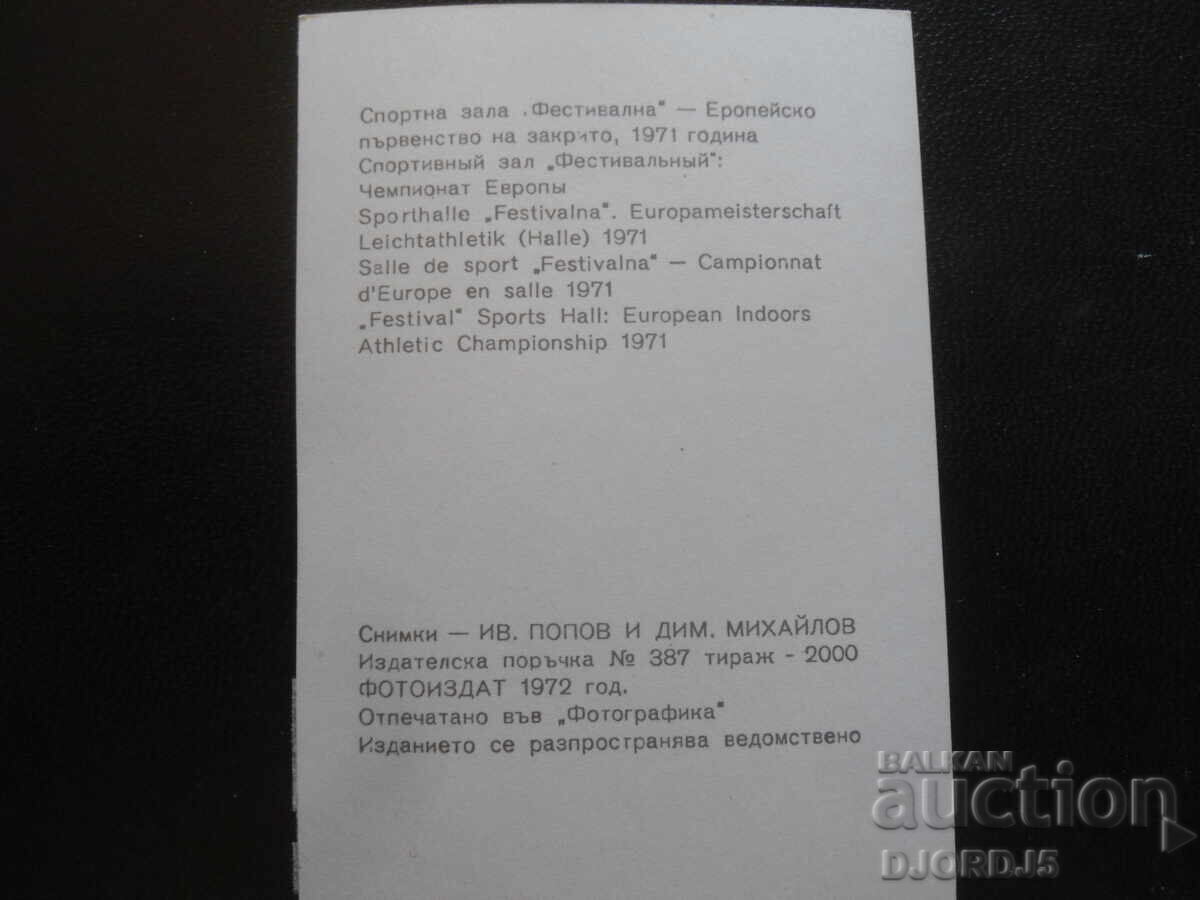 Спортна зала „Фестивална" — Еропейско
първенство на закрито, 1971 година
Спортивный зал „Фестивальный":
Чемпионат Европы
Sporthalle „Festivalna". Europameisterschaft
Leichtathletik (Halle) 1971
Salle de sport „Festivalna" — Campionnat
d'Europe en salle 1971
„Festival" Sports Hall: European Indoors
Athletic Championship 1971
Снимки — ИВ. ПОПОВ И ДИМ. МИХАЙЛОВ
Издателска поръчка № 387 тираж - 2000
ФОТОИЗДАТ 1972 год.
Отпечатано във „Фотографика"
Изданието се разпространява ведомствено
BALKAN
auction
DJORDJ5